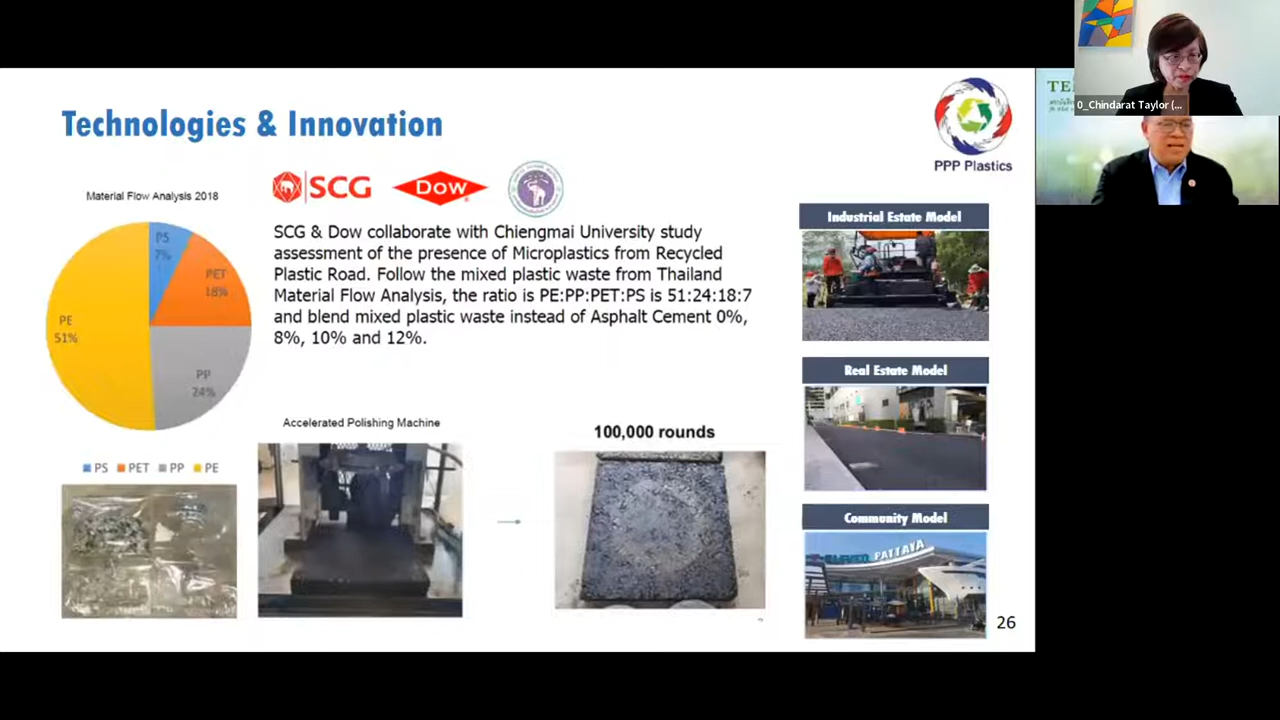 Technologies & Innovation
PPP Plastics
Material Flow Analysis 2018
PS
7%
PET
18%
PE
51%
PP
24%
PS PET PP PE
SCG
Dow
SCG & Dow collaborate with Chiengmai University study
assessment of the presence of Microplastics from Recycled
Plastic Road. Follow the mixed plastic waste from Thailand
Material Flow Analysis, the ratio is PE:PP:PET:PS is 51:24:18:7
and blend mixed plastic waste instead of Asphalt Cement 0%,
8%, 10% and 12%.
Accelerated Polishing Machine
100,000 rounds
Industrial Estate Model
Real Estate Model
Community Model
PATTAYA
26
0_Chindarat Taylor (...